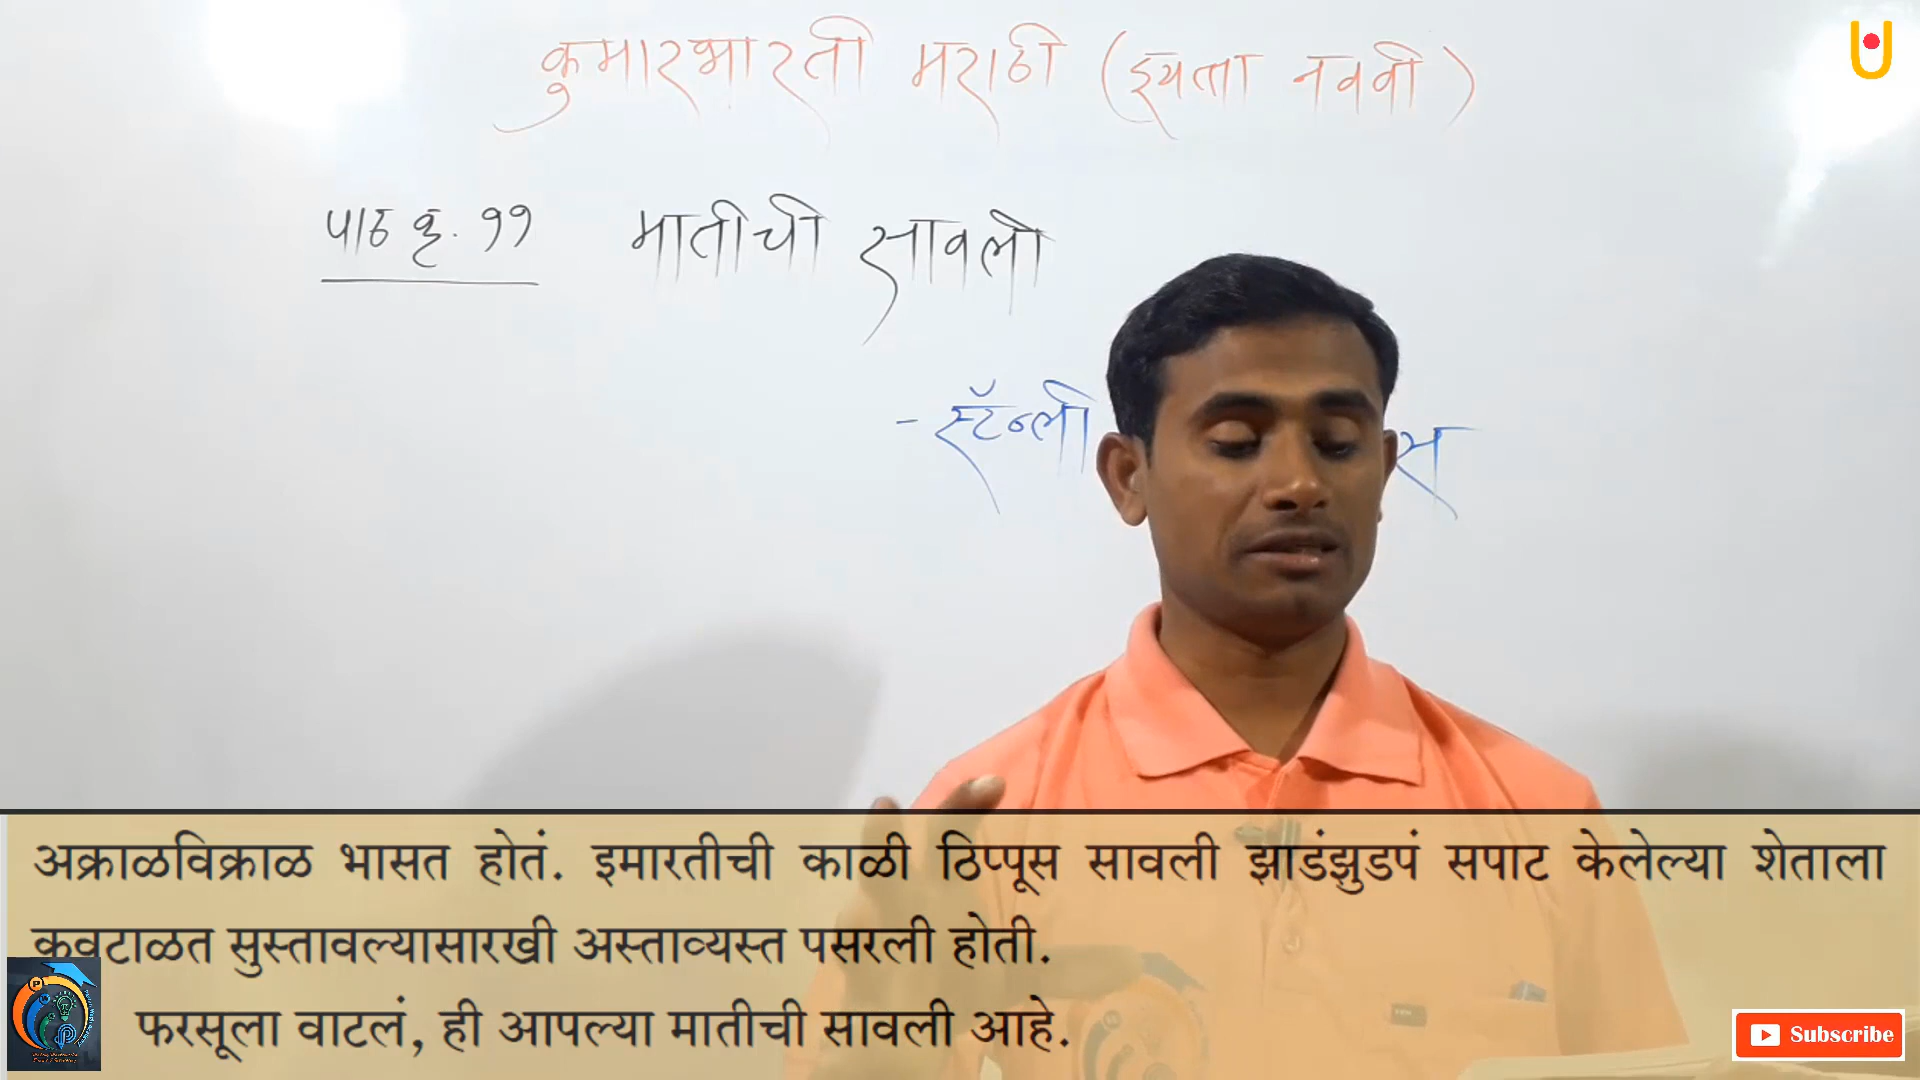 कुमारभारती मराठी (इयत्ता नववी)
पाठ क्र. ११ मातीची सावली
- स्टॅन्ली
स
अक्राळविक्राळ भासत होतं. इमारतीची काळी ठिप्पूस सावली झाडंझुडपं सपाट केलेल्या शेताला
कवटाळत सुस्तावल्यासारखी अस्ताव्यस्त पसरली होती.
फरसूला वाटलं, ही आपल्या मातीची सावली आहे.
Subscribe